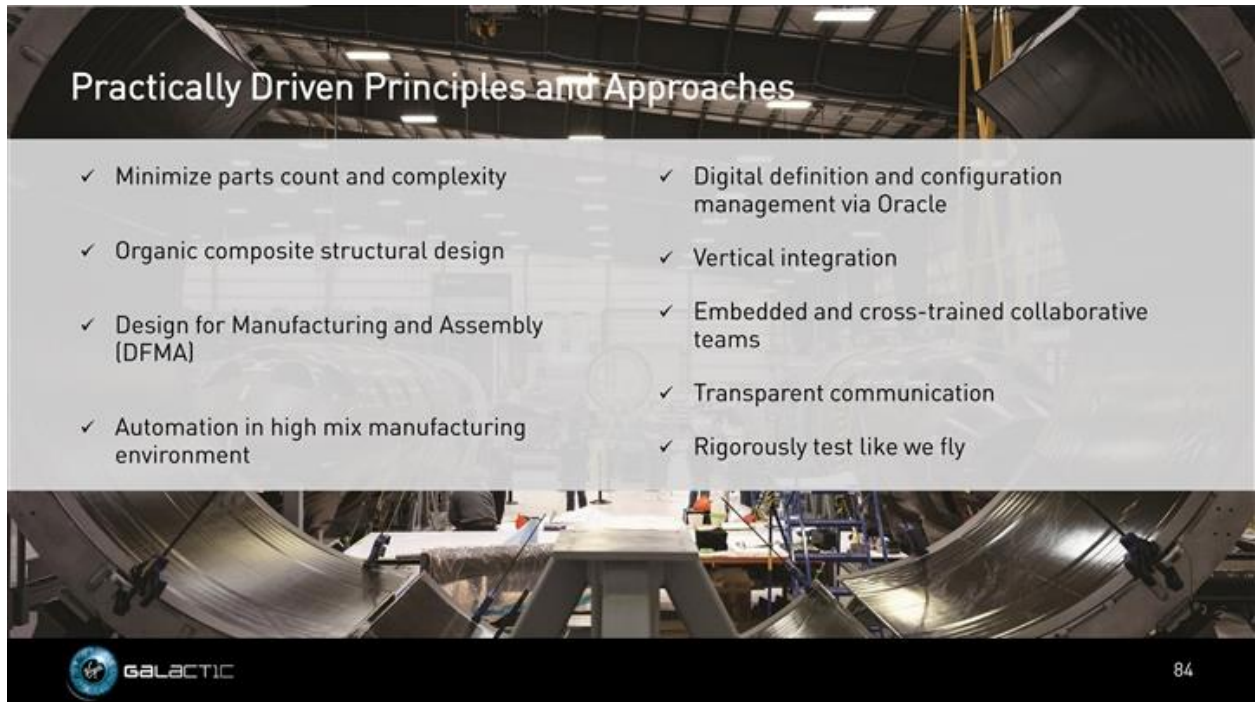 Practically Driven Principles and Approaches
✓ Minimize parts count and complexity
✓ Organic composite structural design
✓ Design for Manufacturing and Assembly
(DFMA)
✓ Automation in high mix manufacturing
environment
✓ Digital definition and configuration
management via Oracle
✓ Vertical integration
✓ Embedded and cross-trained collaborative
teams
✓ Transparent communication
✓ Rigorously test like we fly
Virgin GALACTIC
84